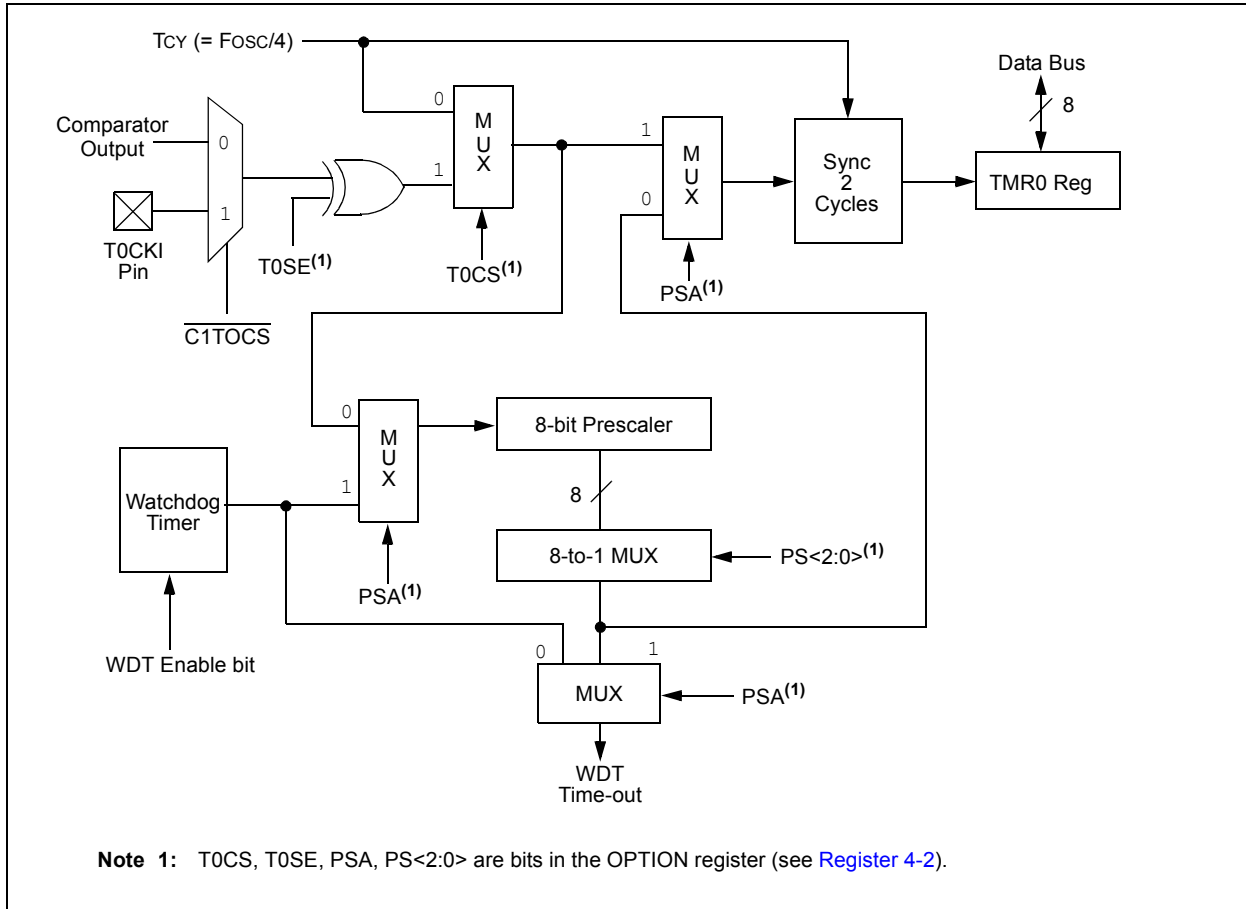 TCY (= FOSC/4)
Data Bus
8
Comparator
Output
0
1
T0CKI
Pin
C1TOCS
T0SE(1)
0
1
MUX
T0CS(1)
1
0
MUX
PSA(1)
Sync
2
Cycles
TMR0 Reg
0
1
MUX
PSA(1)
8-bit Prescaler
8
8-to-1 MUX
PS<2:0>(1)
Watchdog
Timer
WDT Enable bit
0
1
MUX
PSA(1)
WDT
Time-out
Note 1: T0CS, T0SE, PSA, PS<2:0> are bits in the OPTION register (see Register 4-2).